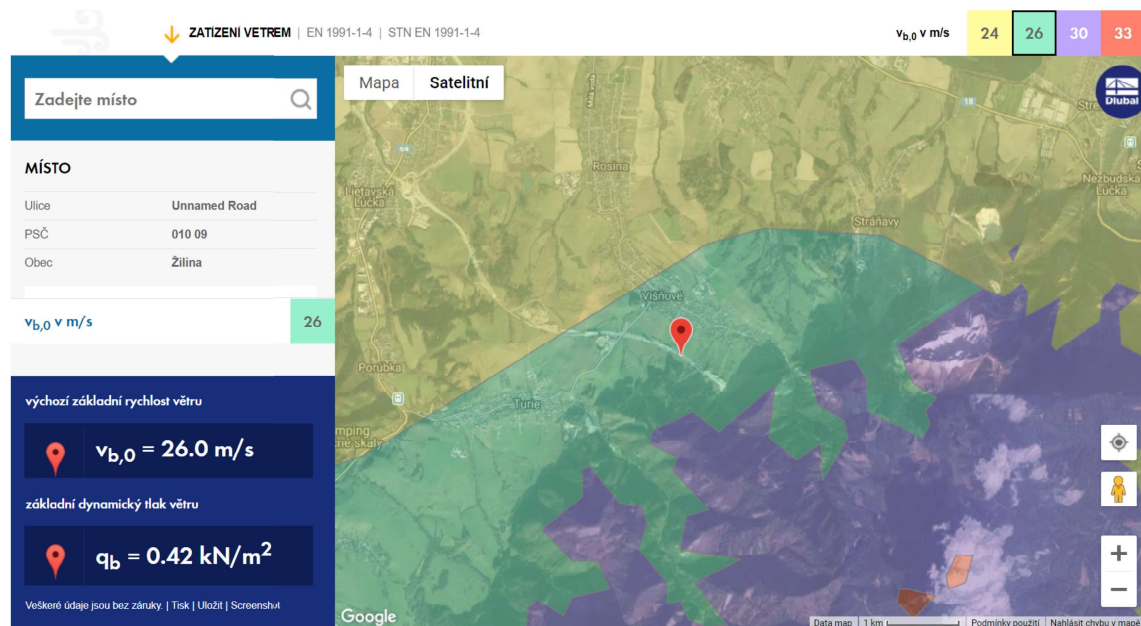 ZATÍZENÍ VETREM | EN 1991-1-4 | STN EN 1991-1-4
vb,0 v m/s 24 26 30 33
Zadejte místo
Mapa Satelitní
Dlubal
MÍSTO
Ulice Unnamed Road
PSČ 010 09
Obec Žilina
vb,0 v m/s 26
výchozí základní rychlost větru
vb,0 = 26.0 m/s
základní dynamický tlak větru
qb = 0.42 kN/m²
Veškeré údaje jsou bez záruky. | Tisk | Uložit | Screenshot
64
18
Rosina
Lietavská
Lúčka
Nezbudská
Lúčka
Stráňavy
Višňové
Porúbka
Turie
Google
Data map 1 km Podmínky použití Nahlásit chybu v mapě